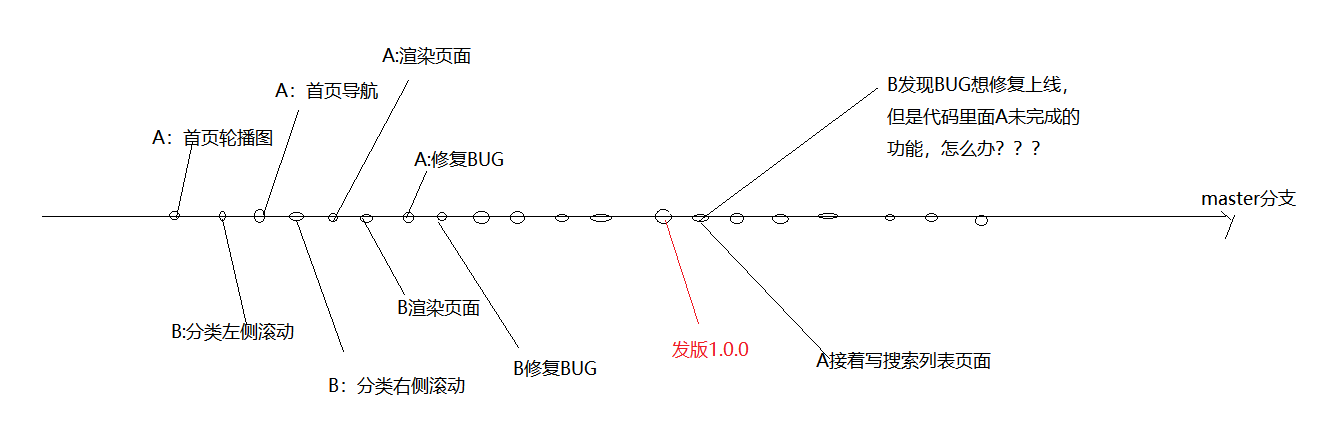 A:渲染页面
A：首页导航
A：首页轮播图
A:修复BUG
B发现BUG想修复上线，
但是代码里面A未完成的
功能，怎么办？？？
master分支
B:分类左侧滚动
B渲染页面
B：分类右侧滚动
B修复BUG
发版1.0.0
A接着写搜索列表页面